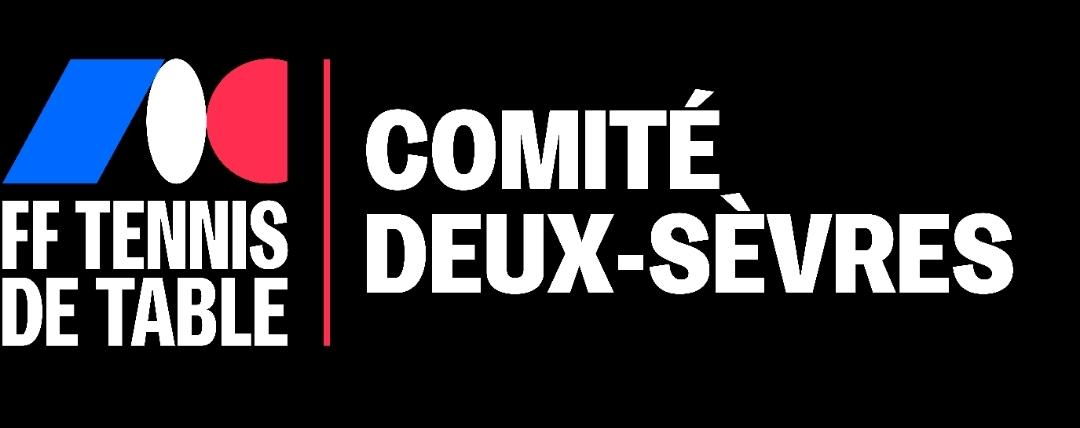 FF TENNIS
DE TABLE
COMITÉ
DEUX-SÈVRES